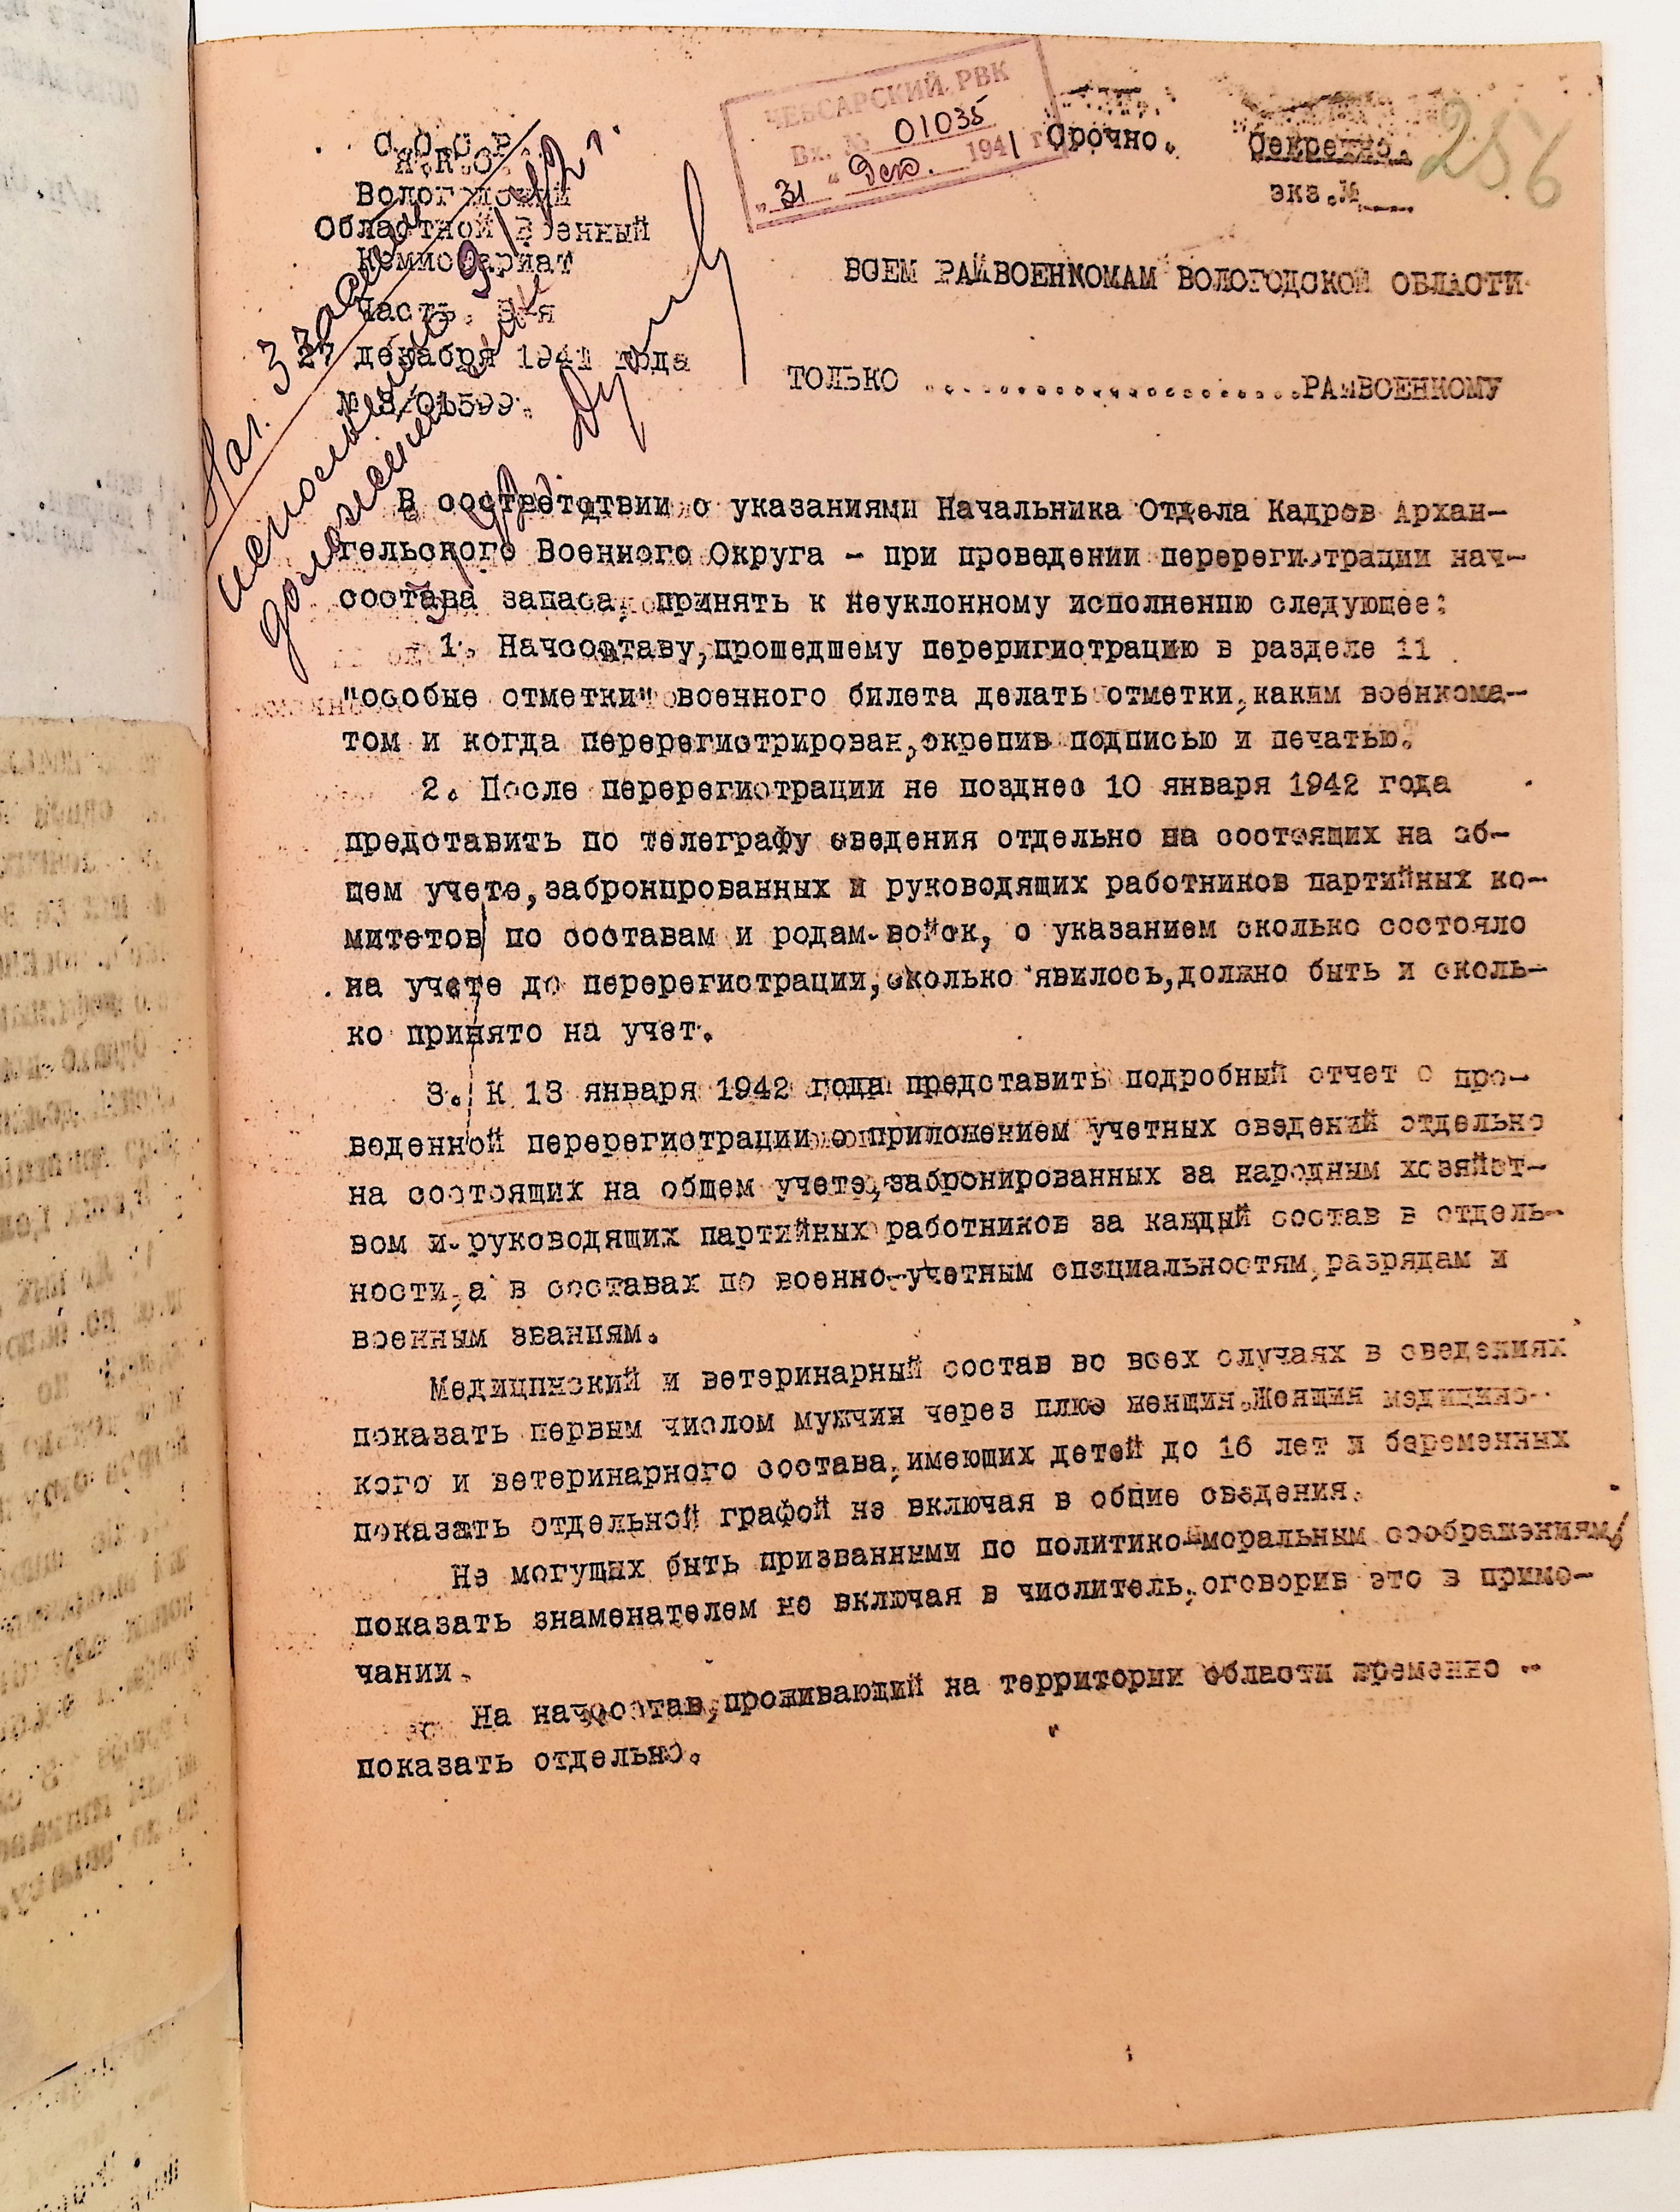 С.С.С.Р.
Н.К.О.
Вологодский
Областной Военный
Комиссариат
Часть 3-я
27 декабря 1941 года
№ 3/01599.
ЧЕБСАРСКИЙ РВК
Вх. № 01035
"31" Дек. 1941 г.
Срочно.
Секретно.
экз.№
256
ВСЕМ РАЙВОЕНКОМАМ ВОЛОГОДСКОЙ ОБЛАСТИ
ТОЛЬКО ........................РАЙВОЕНКОМУ
Нач. 3 части
исполнению
доложить
В соответствии с указаниями Начальника Отдела Кадров Архан-
гельского Военного Округа - при проведении перерегистрации нач-
состава запаса, принять к неуклонному исполнению следующее:
1. Начсоставу,прошедшему переригистрацию в разделе 11
"особые отметки" военного билета делать отметки,каким военкома-
том и когда перерегистрирован,скрепив подписью и печатью.
2. После перерегистрации не позднее 10 января 1942 года
представить по телеграфу сведения отдельно на состоящих на об-
щем учете,забронированных и руководящих работников партийных ко-
митетов по составам и родам-войск, с указанием сколько состояло
на учете до перерегистрации,сколько явилось,должно быть и сколь-
ко принято на учет.
3. К 13 января 1942 года представить подробный отчет о про-
веденной перерегистрации с приложением учетных сведений отдельно
на состоящих на общем учете,забронированных за народным хозяйст-
вом и руководящих партийных работников за каждый состав в отдель-
ности,а в составах по военно-учетным специальностям,разрядам и
военным званиям.
Медицинский и ветеринарный состав во всех случаях в сведениях
показать первым числом мужчин через плюс женщин.Женщин медицинс-
кого и ветеринарного состава,имеющих детей до 16 лет и беременных
показать отдельной графой не включая в общие сведения.
Не могущих быть призванными по политико-моральным соображениям/
показать знаменателем не включая в числитель,оговорив это в приме-
чании.
На начсостав,проживающий на территории области временно -
показать отдельно.